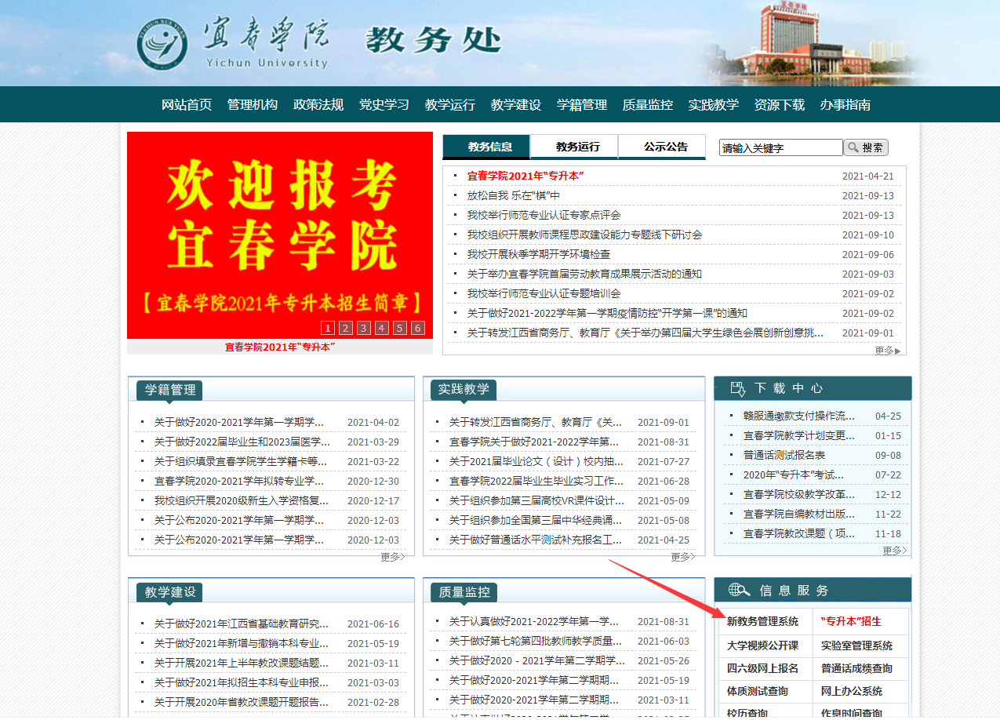 宜春学院
YICHUN XUE YUAN
宜春学院
Yichun University
教务处
网站首页 管理机构 政策法规 党史学习 教学运行 教学建设 学籍管理 质量监控 实践教学 资源下载 办事指南
欢迎报考
宜春学院
【宜春学院2021年专升本招生简章】
1 2 3 4 5 6
宜春学院2021年“专升本”
教务信息 教务运行 公示公告
请输入关键字 搜索
宜春学院2021年“专升本” 2021-04-21
放松自我 乐在“棋”中 2021-09-13
我校举行师范专业认证专家点评会 2021-09-13
我校组织开展教师课程思政建设能力专题线下研讨会 2021-09-10
我校开展秋季学期开学环境检查 2021-09-06
关于举办宜春学院首届劳动教育成果展示活动的通知 2021-09-03
我校举行师范专业认证专题培训会 2021-09-02
关于做好2021-2022学年第一学期疫情防控“开学第一课”的通知 2021-09-02
关于转发江西省商务厅、教育厅《关于举办第四届大学生绿色会展创新创意挑... 2021-09-01
更多
学籍管理
关于做好2020-2021学年第一学期学... 2021-04-02
关于做好2022届毕业生和2023届医学... 2021-03-29
关于组织填录宜春学院学生学籍卡等... 2021-03-22
宜春学院2020-2021学年拟转专业学... 2020-12-30
我校组织开展2020级新生入学资格复... 2020-12-17
关于公布2020-2021学年第一学期学... 2020-12-03
关于公布2020-2021学年第一学期学... 2020-12-03
更多
实践教学
关于转发江西省商务厅、教育厅《关... 2021-09-01
宜春学院关于做好2021-2022学年第... 2021-08-31
关于2021届毕业论文（设计）校内抽... 2021-07-27
宜春学院2022届毕业生毕业实习工作... 2021-06-28
关于组织参加第三届高校VR课件设计... 2021-05-09
关于组织参加全国第三届中华经典诵... 2021-05-08
关于做好普通话水平测试补充报名工... 2021-04-25
更多
下载中心
赣服通缴款支付操作流... 04-25
宜春学院教学计划变更... 01-15
普通话测试报名表 09-08
2020年“专升本”考试... 07-22
宜春学院校级教学改革... 12-12
宜春学院自编教材出版... 11-22
宜春学院教改课题（项... 11-18
更多
教学建设
关于做好2021年江西省基础教育研究... 2021-06-16
关于做好2021年新增与撤销本科专业... 2021-05-19
关于开展2021年上半年教改课题结题... 2021-03-11
关于做好2021年拟招生本科专业申报... 2021-03-03
关于开展2020年省教改课题开题报告... 2021-02-28
质量监控
关于认真做好2021-2022学年第一学... 2021-08-31
关于做好第七轮第四批教师教学质量... 2021-06-03
关于做好2020－2021学年第二学期学... 2021-05-26
关于做好2020-2021学年第二学期期... 2021-05-19
关于做好2020-2021学年第二学期期... 2021-03-11
信息服务
新教务管理系统 “专升本”招生
大学视频公开课 实验室管理系统
四六级网上报名 普通话成绩查询
体质测试查询 网上办公系统
校历查询 作息时间查询